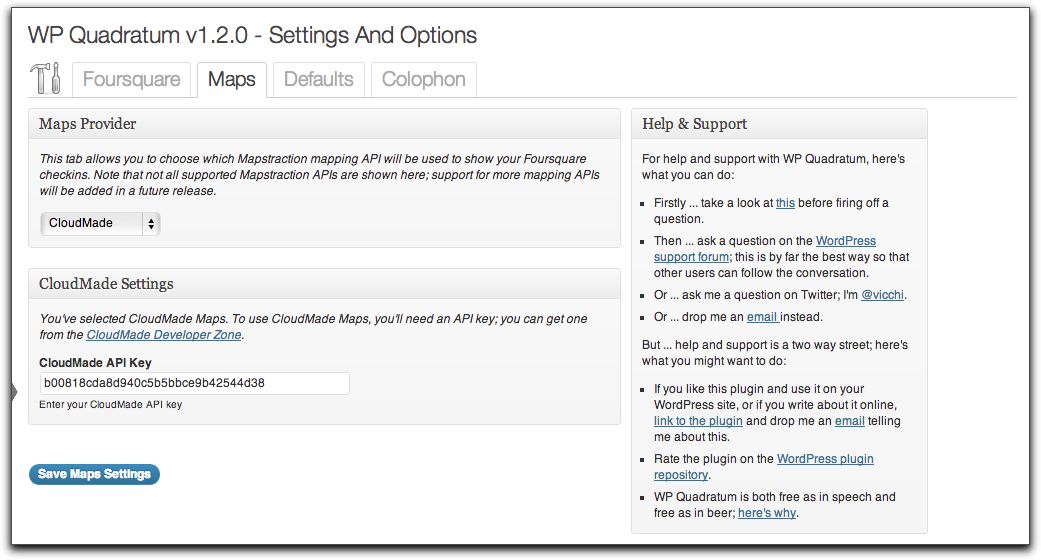 WP Quadratum v1.2.0 - Settings And Options
Foursquare
Maps
Defaults
Colophon
Maps Provider
This tab allows you to choose which Mapstraction mapping API will be used to show your Foursquare
checkins. Note that not all supported Mapstraction APIs are shown here; support for more mapping APIs
will be added in a future release.
CloudMade
CloudMade Settings
You've selected CloudMade Maps. To use CloudMade Maps, you'll need an API key; you can get one
from the CloudMade Developer Zone.
CloudMade API Key
b00818cda8d940c5b5bbce9b42544d38
Enter your CloudMade API key
Save Maps Settings
Help & Support
For help and support with WP Quadratum, here's
what you can do:
Firstly ... take a look at this before firing off a
question.
Then ... ask a question on the WordPress
support forum; this is by far the best way so that
other users can follow the conversation.
Or ... ask me a question on Twitter; I'm @vicchi.
Or ... drop me an email instead.
But ... help and support is a two way street; here's
what you might want to do:
If you like this plugin and use it on your
WordPress site, or if you write about it online,
link to the plugin and drop me an email telling
me about this.
Rate the plugin on the WordPress plugin
repository.
WP Quadratum is both free as in speech and
free as in beer; here's why.